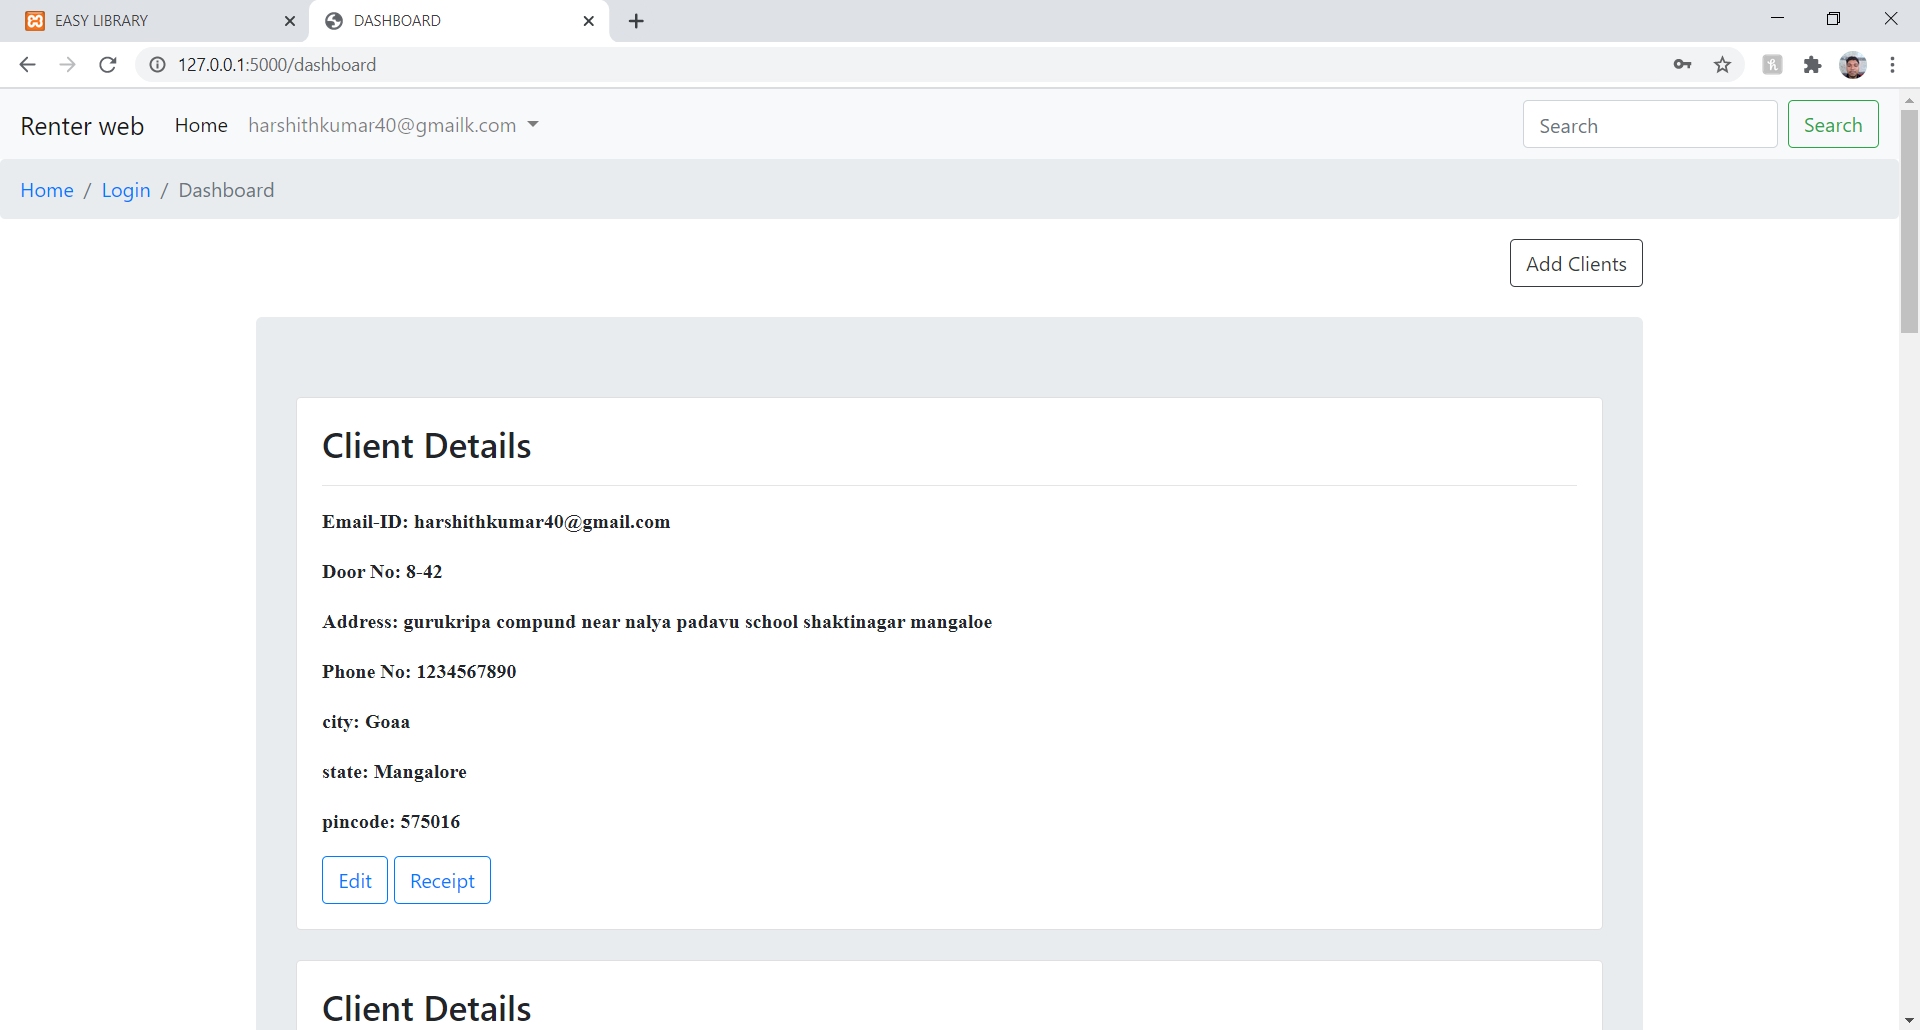 EASY LIBRARY
DASHBOARD
127.0.0.1:5000/dashboard
Renter web Home harshithkumar40@gmailk.com Search Search
Home / Login / Dashboard
Add Clients
Client Details
Email-ID: harshithkumar40@gmail.com
Door No: 8-42
Address: gurukripa compund near nalya padavu school shaktinagar mangaloe
Phone No: 1234567890
city: Goaa
state: Mangalore
pincode: 575016
Edit Receipt
Client Details